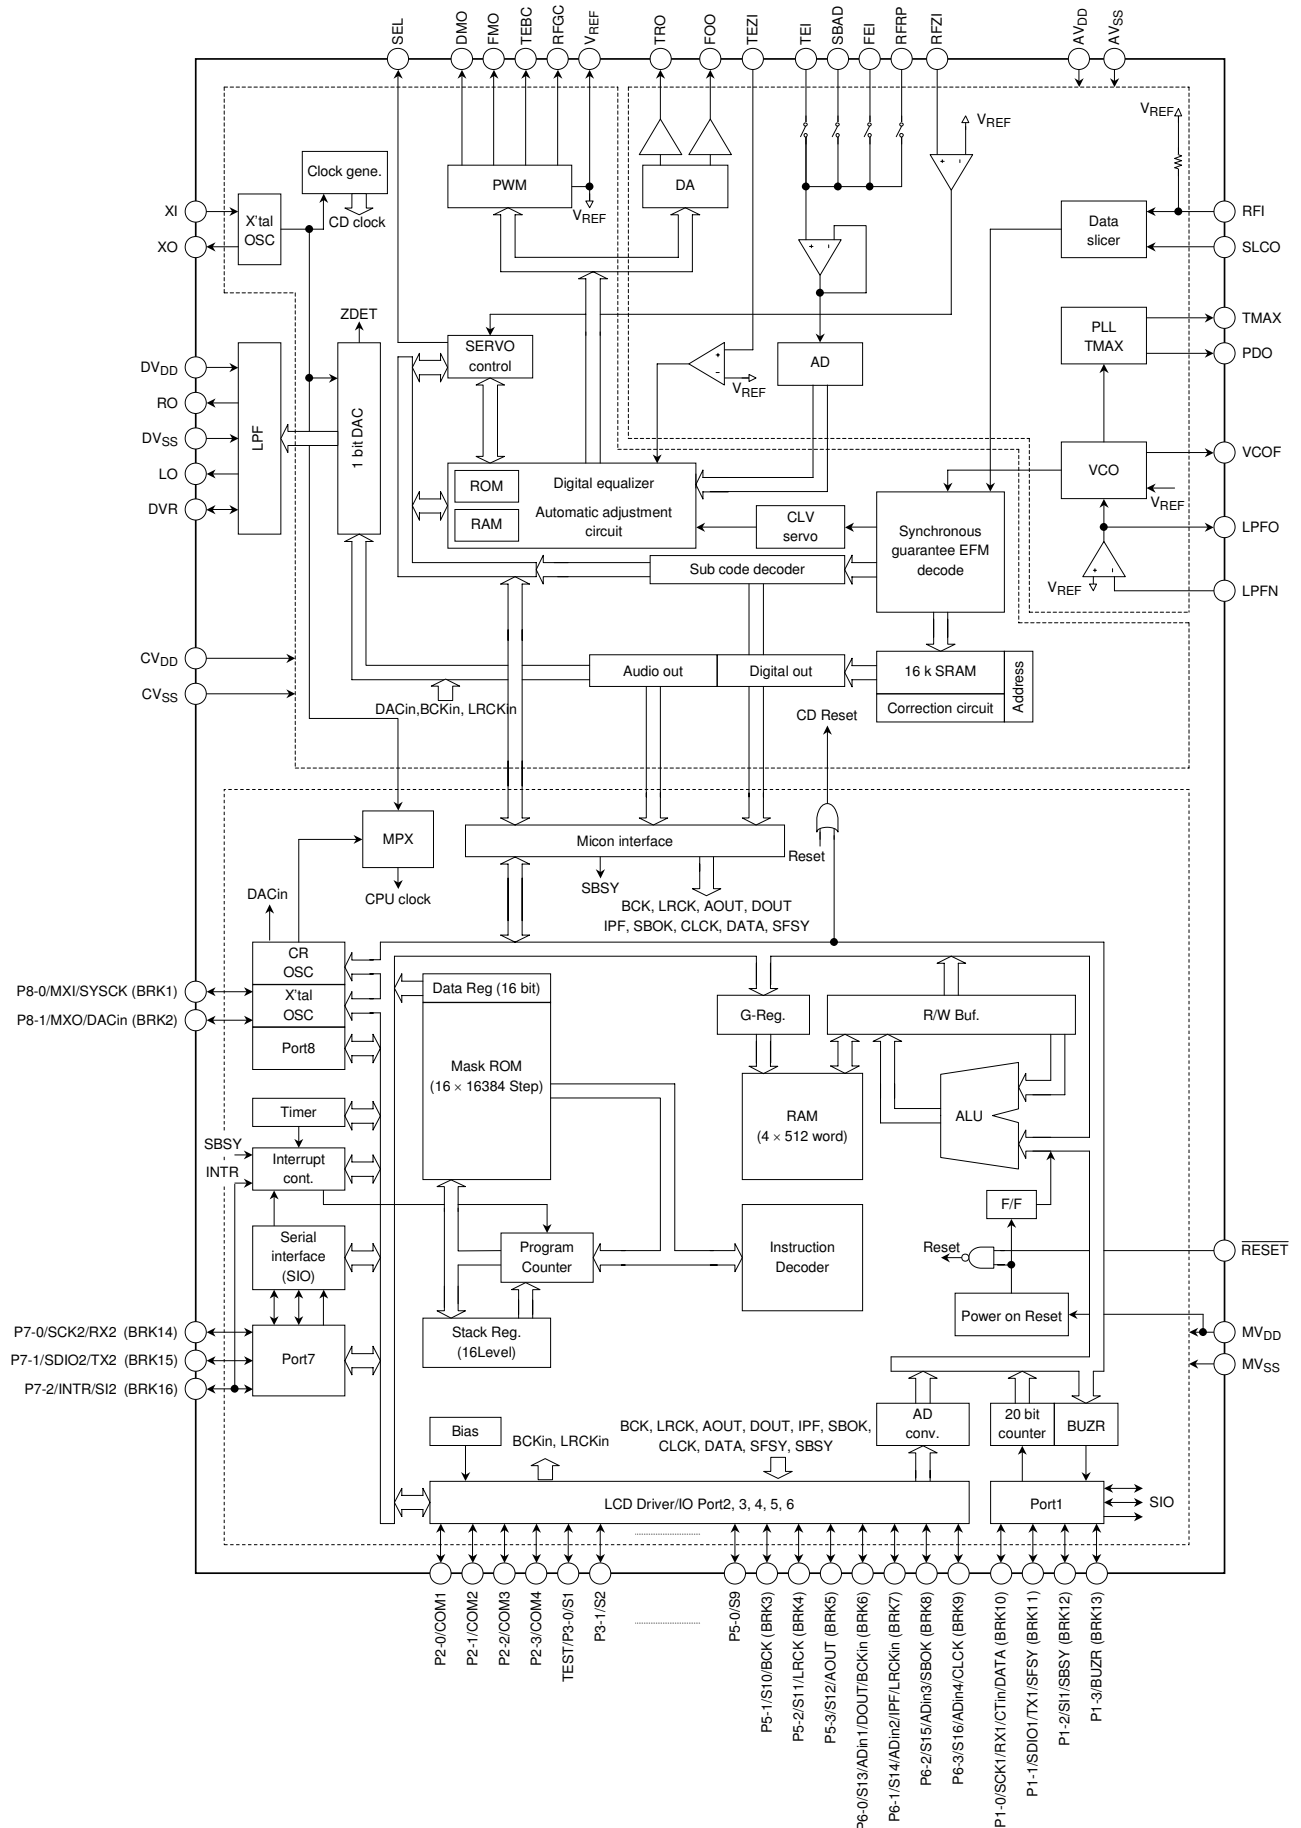 SEL
DMO
FMO
TEBC
RFGC
VREF
TRO
FOO
TEZI
TEI
SBAD
FEI
RFRP
RFZI
AVDD
AVSS
VREF
VREF
Clock gene.
CD clock
PWM
VREF
DA
XI
XO
X'tal
OSC
Data
slicer
RFI
SLCO
ZDET
SERVO
control
VREF
AD
PLL
TMAX
TMAX
PDO
DVDD
RO
DVSS
LO
DVR
LPF
1 bit DAC
VCO
VREF
VCOF
LPFO
VREF
LPFN
ROM
RAM
Digital equalizer
Automatic adjustment
circuit
CLV
servo
Synchronous
guarantee EFM
decode
Sub code decoder
CVDD
CVSS
Audio out
Digital out
16 k SRAM
Correction circuit
Address
DACin,BCKin, LRCKin
CD Reset
MPX
CPU clock
Micon interface
Reset
SBSY
BCK, LRCK, AOUT, DOUT
IPF, SBOK, CLCK, DATA, SFSY
DACin
CR
OSC
X'tal
OSC
Port8
P8-0/MXI/SYSCK (BRK1)
P8-1/MXO/DACin (BRK2)
Data Reg (16 bit)
Mask ROM
(16 × 16384 Step)
G-Reg.
R/W Buf.
RAM
(4 × 512 word)
ALU
Timer
SBSY
INTR
Interrupt
cont.
Serial
interface
(SIO)
Program
Counter
Instruction
Decoder
F/F
Reset
RESET
Power on Reset
MVDD
MVSS
P7-0/SCK2/RX2 (BRK14)
P7-1/SDIO2/TX2 (BRK15)
P7-2/INTR/SI2 (BRK16)
Port7
Stack Reg.
(16Level)
Bias
BCKin, LRCKin
BCK, LRCK, AOUT, DOUT, IPF, SBOK,
CLCK, DATA, SFSY, SBSY
AD
conv.
20 bit
counter
BUZR
LCD Driver/IO Port2, 3, 4, 5, 6
Port1
SIO
P2-0/COM1
P2-1/COM2
P2-2/COM3
P2-3/COM4
TEST/P3-0/S1
P3-1/S2
P5-0/S9
P5-1/S10/BCK (BRK3)
P5-2/S11/LRCK (BRK4)
P5-3/S12/AOUT (BRK5)
P6-0/S13/ADin1/DOUT/BCKin (BRK6)
P6-1/S14/ADin2/IPF/LRCKin (BRK7)
P6-2/S15/ADin3/SBOK (BRK8)
P6-3/S16/ADin4/CLCK (BRK9)
P1-0/SCK1/RX1/CTin/DATA (BRK10)
P1-1/SDIO1/TX1/SFSY (BRK11)
P1-2/SI1/SBSY (BRK12)
P1-3/BUZR (BRK13)